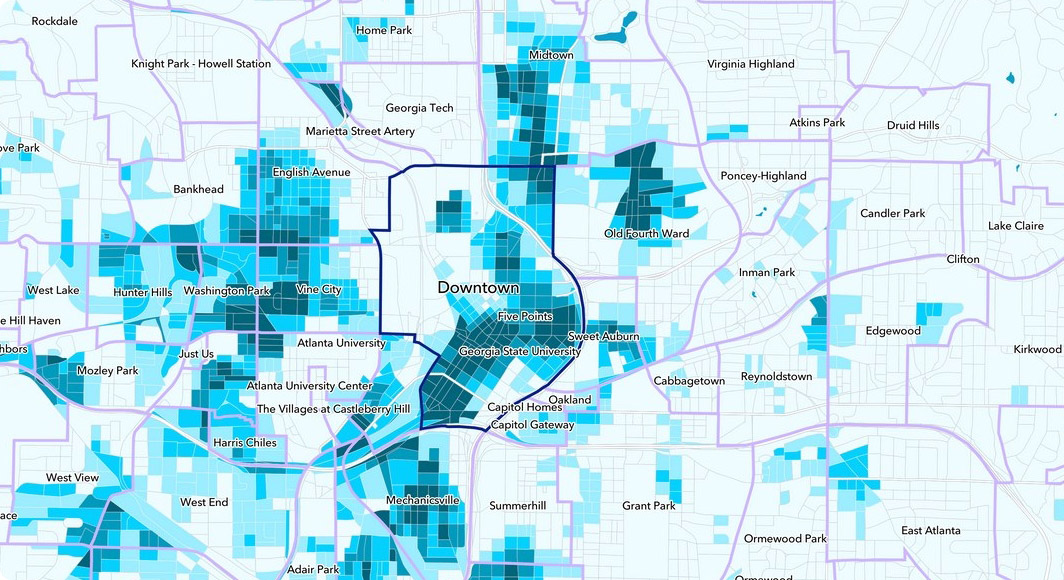 Rockdale
Home Park
Midtown
Knight Park - Howell Station
Virginia Highland
Georgia Tech
Marietta Street Artery
Atkins Park
Druid Hills
ove Park
English Avenue
Bankhead
Poncey-Highland
Candler Park
Lake Claire
Old Fourth Ward
Clifton
Inman Park
West Lake
Hunter Hills
Washington Park
Vine City
Downtown
e Hill Haven
Five Points
Edgewood
Sweet Auburn
hbors
Just Us
Atlanta University
Georgia State University
Kirkwood
Mozley Park
Atlanta University Center
Cabbagetown
Reynoldstown
The Villages at Castleberry Hill
Oakland
Capitol Homes
Capitol Gateway
Harris Chiles
West View
West End
Mechanicsville
Summerhill
Grant Park
ace
East Atlanta
Ormewood Park
Adair Park
Ormewood